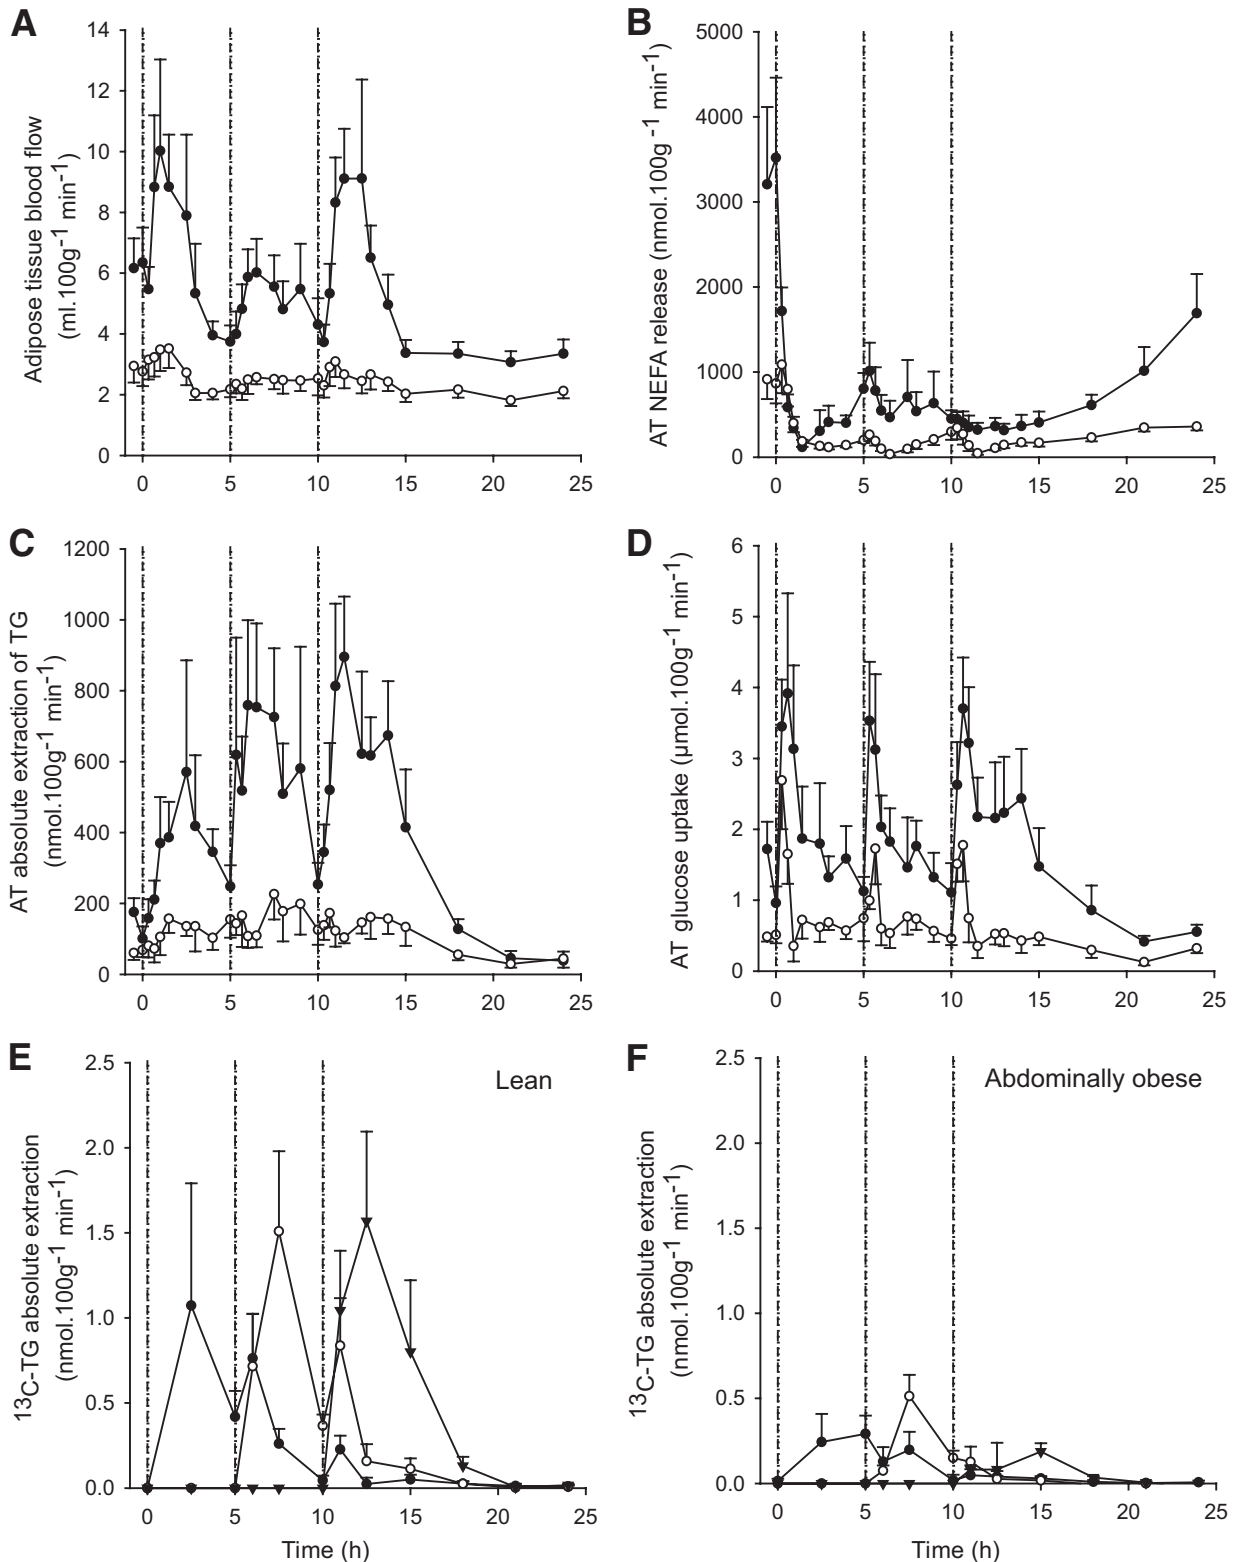 A
Adipose tissue blood flow
(ml.100g⁻¹ min⁻¹)
14
12
10
8
6
4
2
0
0 5 10 15 20 25
B
AT NEFA release (nmol.100g⁻¹ min⁻¹)
5000
4000
3000
2000
1000
0
0 5 10 15 20 25
C
AT absolute extraction of TG
(nmol.100g⁻¹ min⁻¹)
1200
1000
800
600
400
200
0
0 5 10 15 20 25
D
AT glucose uptake (µmol.100g⁻¹ min⁻¹)
6
5
4
3
2
1
0
0 5 10 15 20 25
E
Lean
¹³C-TG absolute extraction
(nmol.100g⁻¹ min⁻¹)
2.5
2.0
1.5
1.0
0.5
0.0
0 5 10 15 20 25
Time (h)
F
Abdominally obese
¹³C-TG absolute extraction
(nmol.100g⁻¹ min⁻¹)
2.5
2.0
1.5
1.0
0.5
0.0
0 5 10 15 20 25
Time (h)